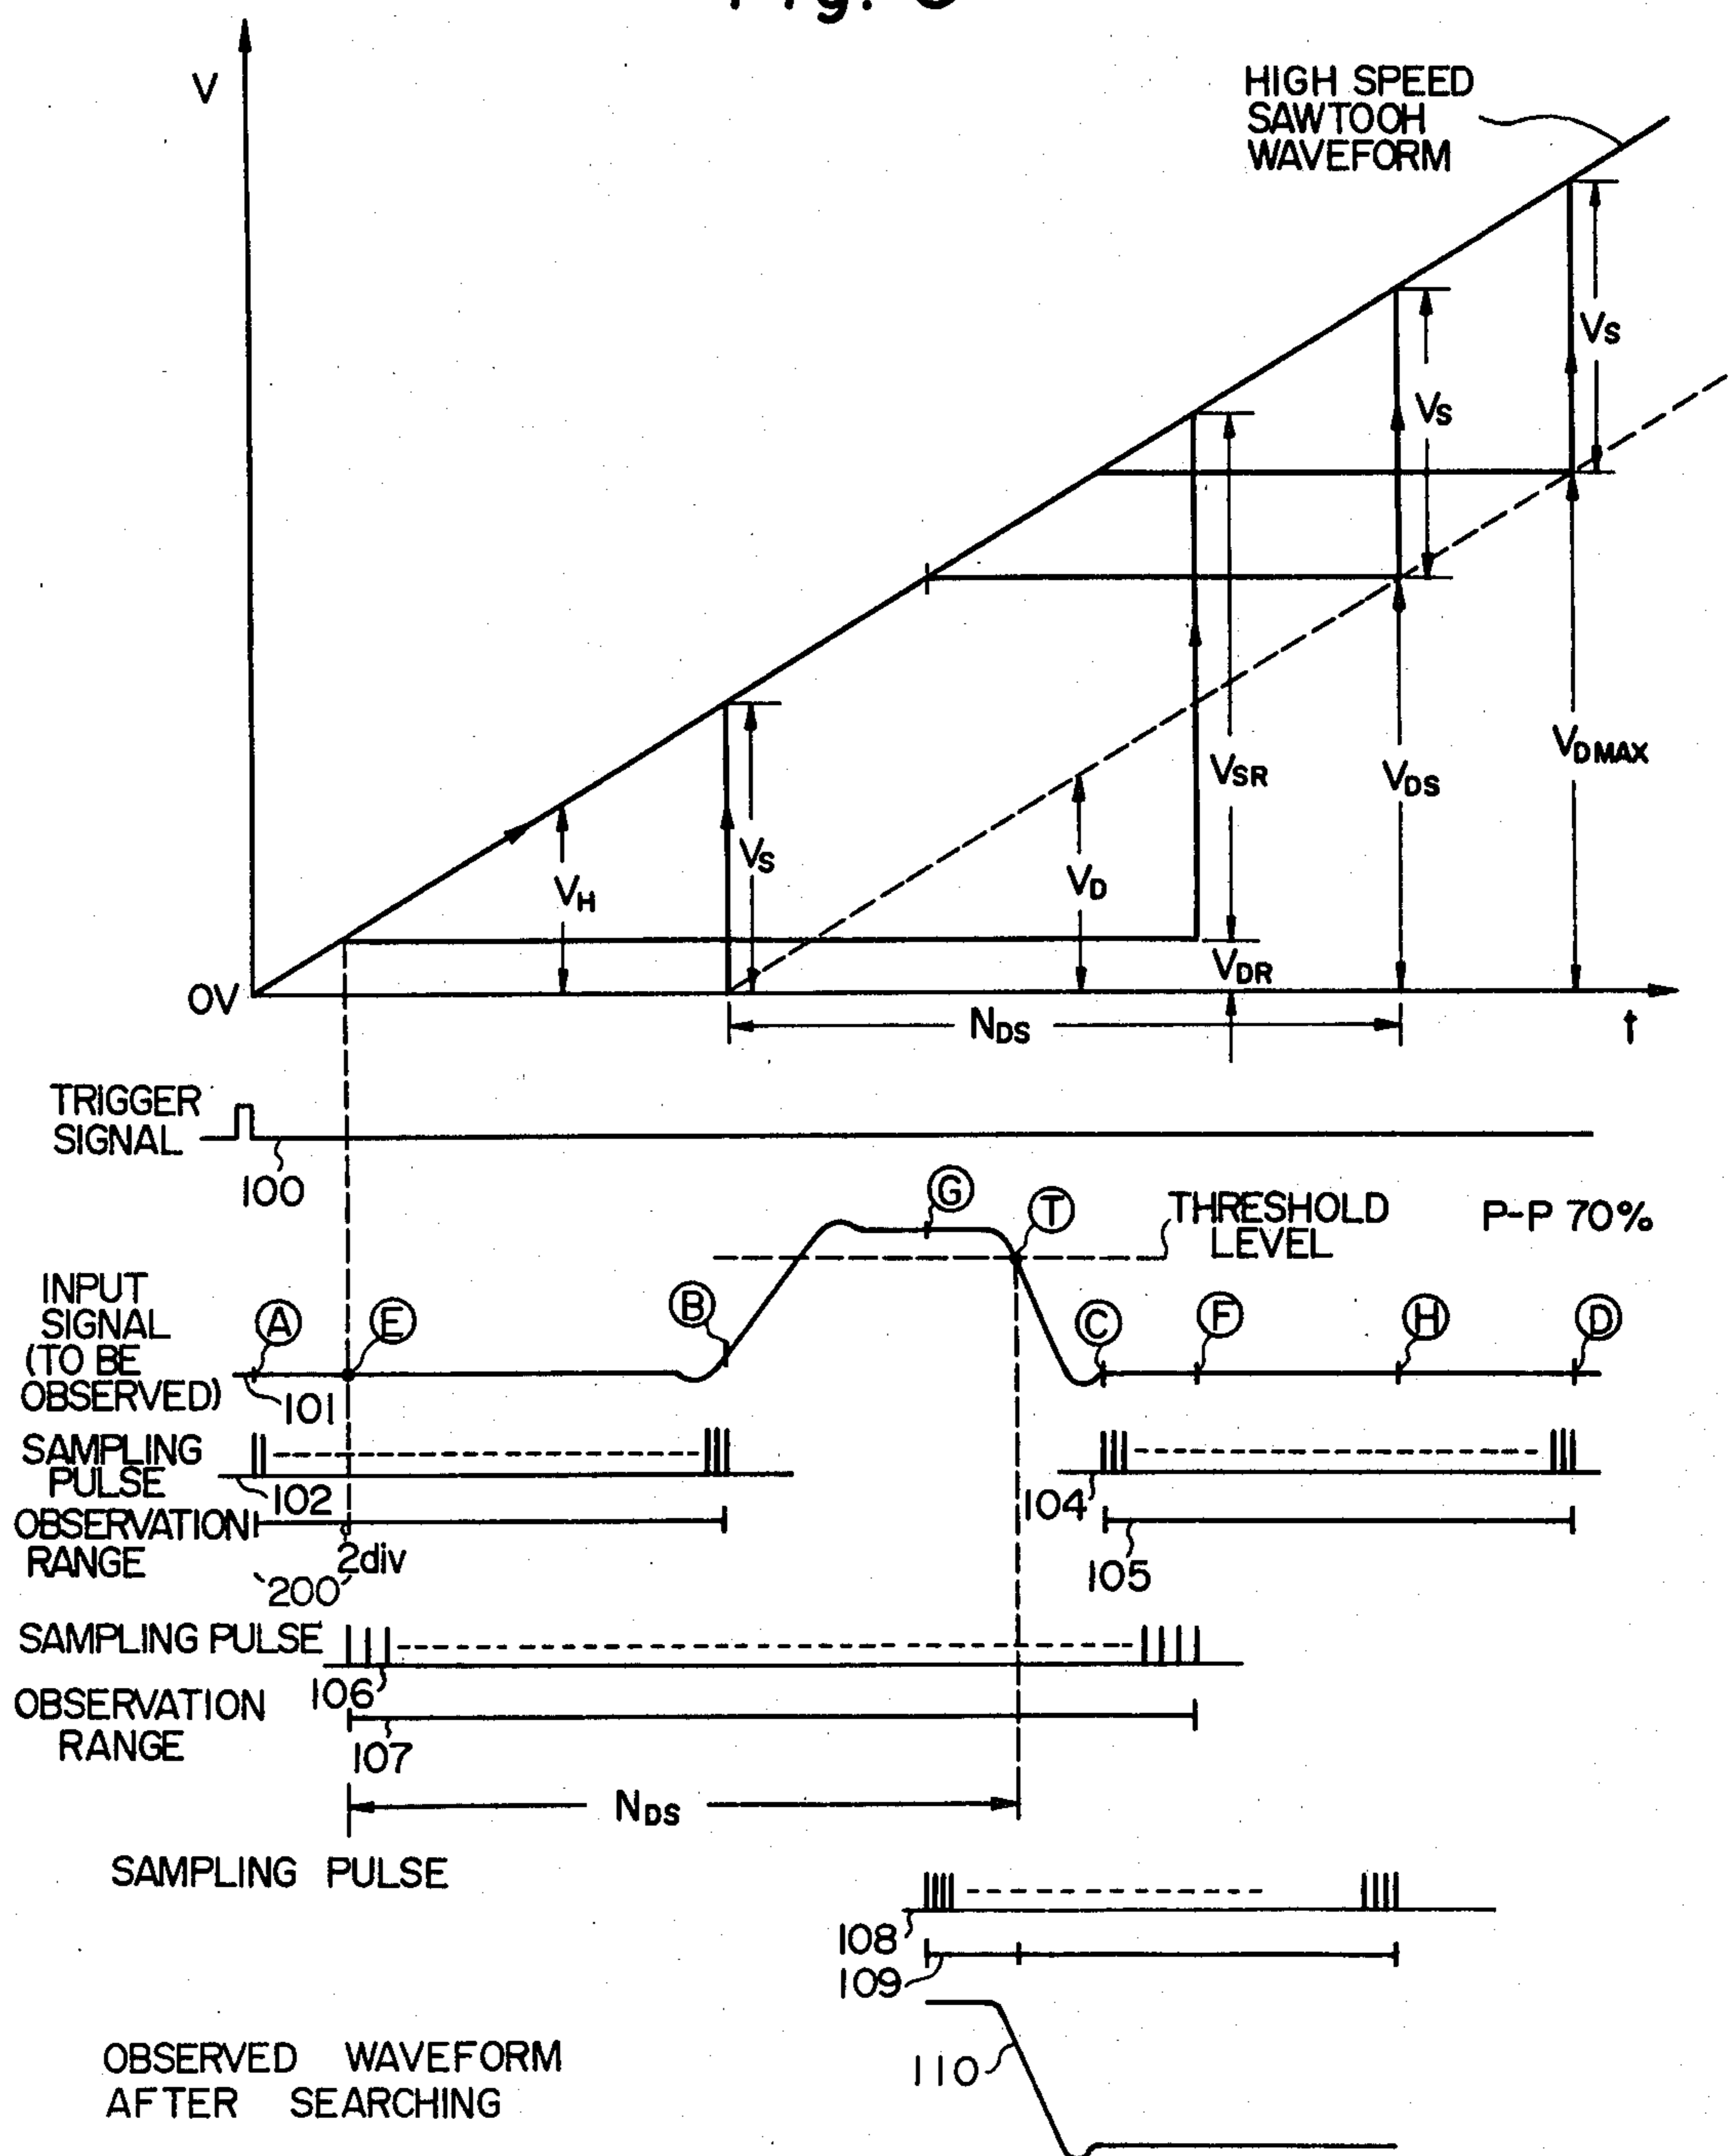 V
HIGH SPEED
SAWTOOH
WAVEFORM
VS
VS
VSR
VDS
VDMAX
VS
VH
VD
VDR
OV
NDS
t
TRIGGER
SIGNAL
100
G
T
THRESHOLD
LEVEL
P-P 70%
INPUT
SIGNAL
(TO BE
OBSERVED)
A
E
B
C
F
H
D
101
SAMPLING
PULSE
102
104
OBSERVATION
RANGE
2div
200
105
SAMPLING PULSE
106
OBSERVATION
RANGE
107
NDS
SAMPLING PULSE
108
109
OBSERVED WAVEFORM
AFTER SEARCHING
110